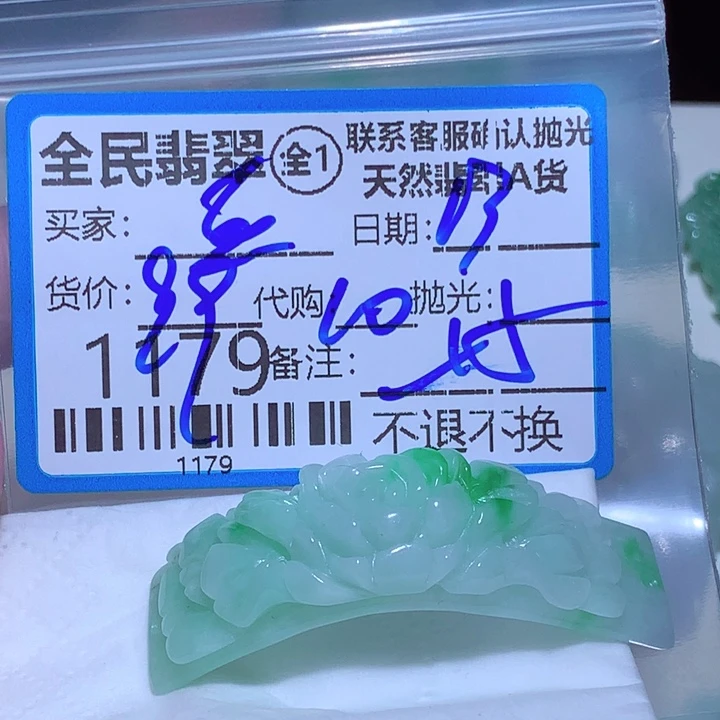 全民翡翠 全1 联系客服确认抛光
天然翡翠A货
买家: 日期: 13
货价: 代购: 10 抛光:
1179 备注:
不退不换
1179